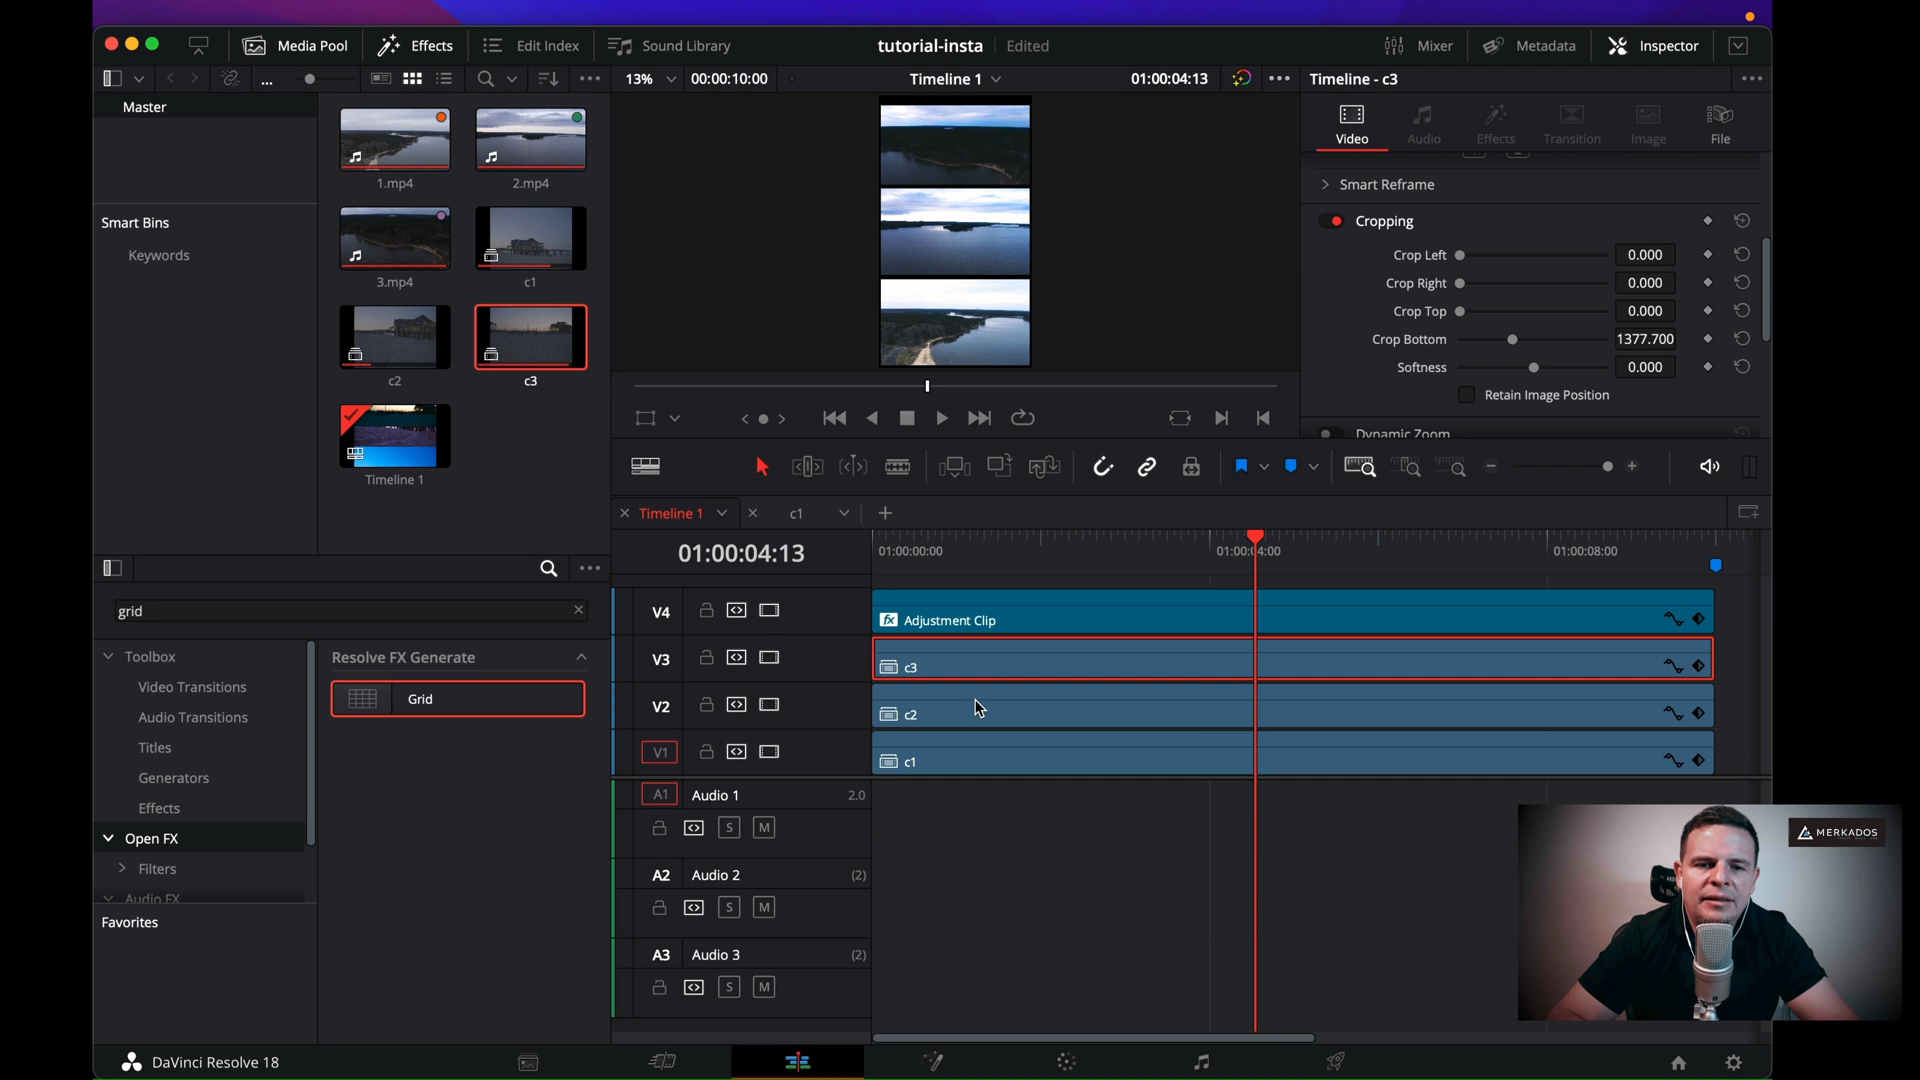 Media Pool
Effects
Edit Index
Sound Library
tutorial-insta
Edited
Mixer
Metadata
Inspector
...
13%
00:00:10:00
Timeline 1
01:00:04:13
Timeline - c3
Master
Smart Bins
Keywords
1.mp4
2.mp4
3.mp4
c1
c2
c3
Timeline 1
Video
Audio
Effects
Transition
Image
File
Smart Reframe
Cropping
Crop Left 0.000
Crop Right 0.000
Crop Top 0.000
Crop Bottom 1377.700
Softness 0.000
Retain Image Position
Dynamic Zoom
Timeline 1
c1
01:00:04:13
01:00:00:00
01:00:04:00
01:00:08:00
V4
fx Adjustment Clip
V3
c3
V2
c2
V1
c1
A1 Audio 1 2.0
S M
A2 Audio 2 (2)
S M
A3 Audio 3 (2)
S M
grid
Toolbox
Video Transitions
Audio Transitions
Titles
Generators
Effects
Open FX
Filters
Audio FX
Favorites
Resolve FX Generate
Grid
MERKADOS
DaVinci Resolve 18